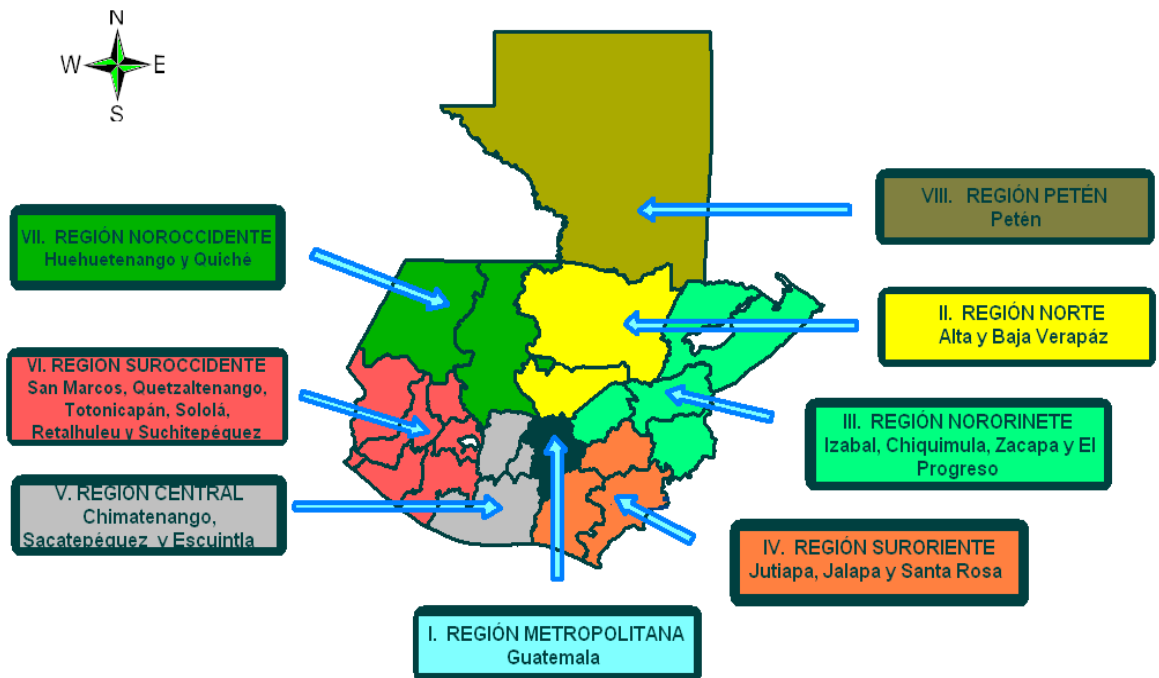 N
W E
S
VIII. REGIÓN PETÉN
Petén
VII. REGIÓN NOROCCIDENTE
Huehuetenango y Quiché
II. REGIÓN NORTE
Alta y Baja Verapáz
VI. REGION SUROCCIDENTE
San Marcos, Quetzaltenango,
Totonicapán, Sololá,
Retalhuleu y Suchitepéquez
III. REGIÓN NORORINETE
Izabal, Chiquimula, Zacapa y El
Progreso
V. REGION CENTRAL
Chimatenango,
Sacatepéquez y Escuintla
IV. REGIÓN SURORIENTE
Jutiapa, Jalapa y Santa Rosa
I. REGIÓN METROPOLITANA
Guatemala